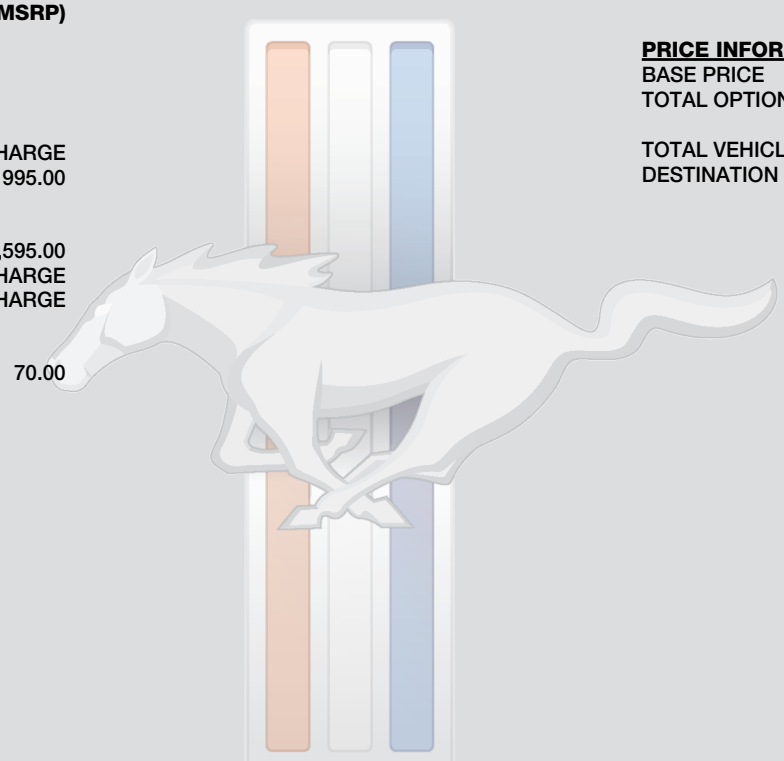 MSRP)
HARGE
995.00
,595.00
HARGE
HARGE
70.00
PRICE INFOR
BASE PRICE
TOTAL OPTION
TOTAL VEHICL
DESTINATION